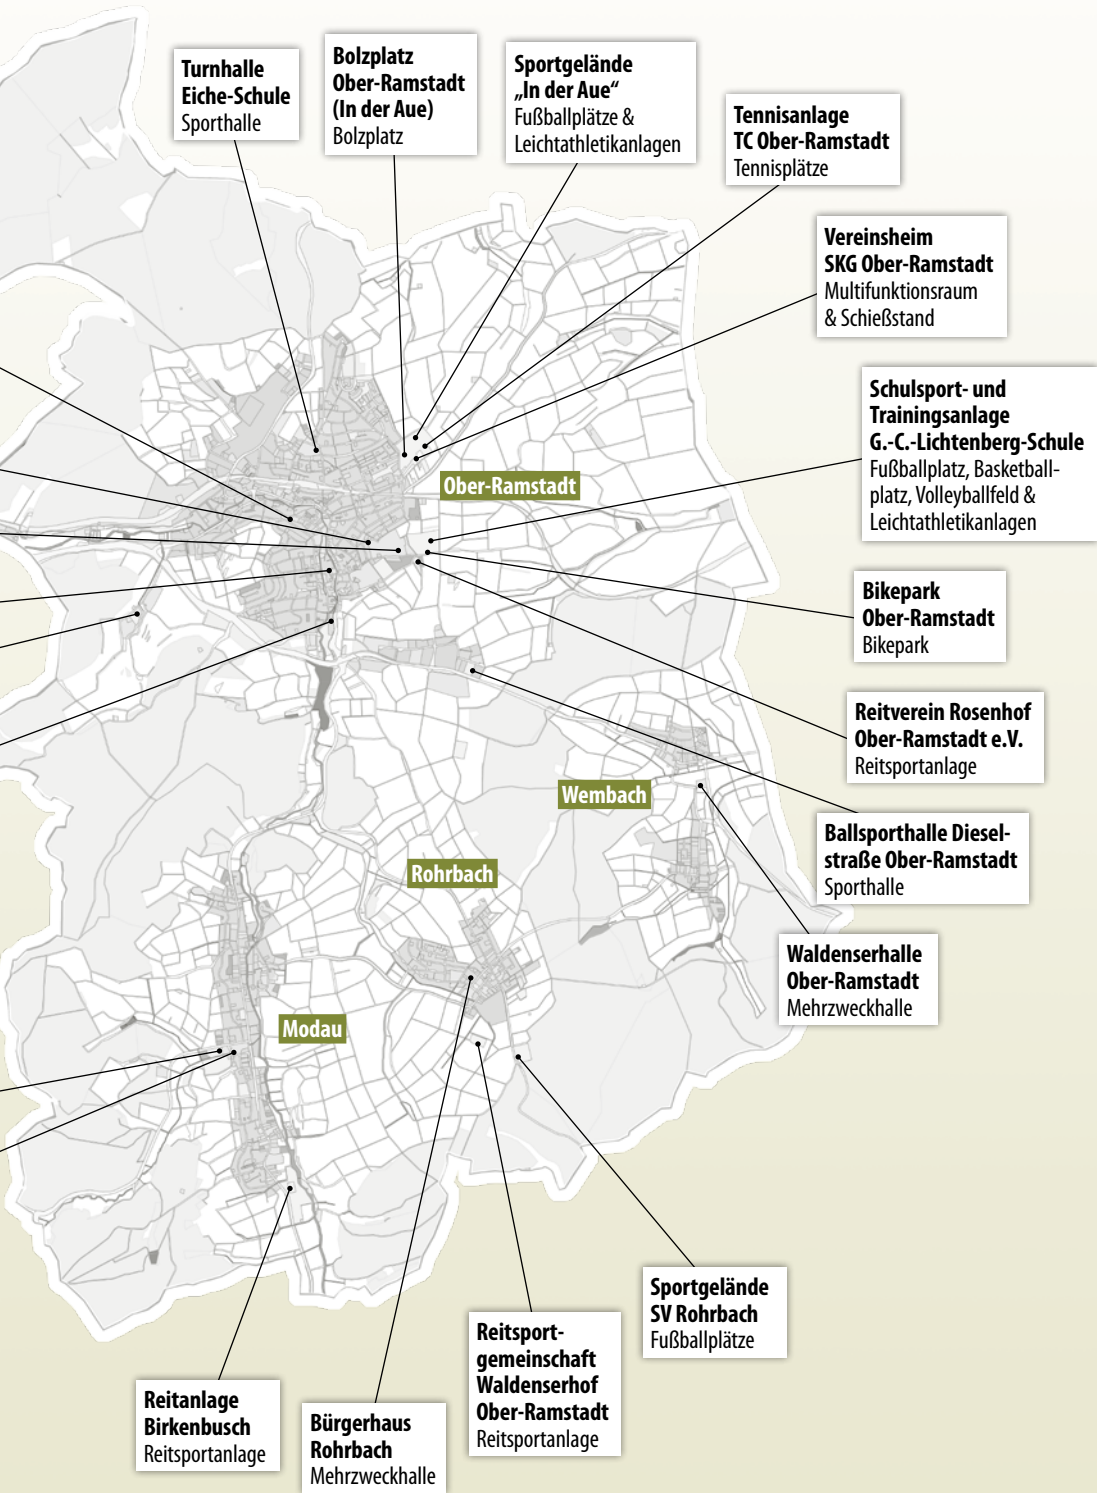 Turnhalle
Eiche-Schule
Sporthalle
Bolzplatz
Ober-Ramstadt
(In der Aue)
Bolzplatz
Sportgelände
„In der Aue“
Fußballplätze &
Leichtathletikanlagen
Tennisanlage
TC Ober-Ramstadt
Tennisplätze
Vereinsheim
SKG Ober-Ramstadt
Multifunktionsraum
& Schießstand
Schulsport- und
Trainingsanlage
G.-C.-Lichtenberg-Schule
Fußballplatz, Basketball-
platz, Volleyballfeld &
Leichtathletikanlagen
Ober-Ramstadt
Bikepark
Ober-Ramstadt
Bikepark
Reitverein Rosenhof
Ober-Ramstadt e.V.
Reitsportanlage
Wembach
Ballsporthalle Diesel-
straße Ober-Ramstadt
Sporthalle
Rohrbach
Waldenserhalle
Ober-Ramstadt
Mehrzweckhalle
Modau
Sportgelände
SV Rohrbach
Fußballplätze
Reitsport-
gemeinschaft
Waldenserhof
Ober-Ramstadt
Reitsportanlage
Reitanlage
Birkenbusch
Reitsportanlage
Bürgerhaus
Rohrbach
Mehrzweckhalle